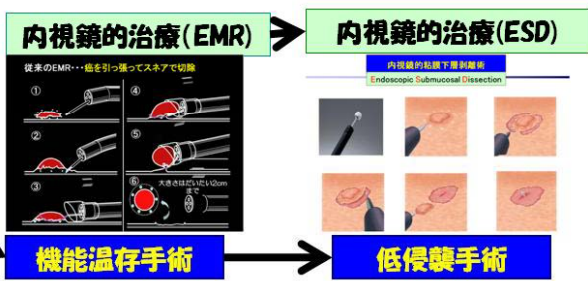 内視鏡的治療(EMR)
内視鏡的治療(ESD)
従来のEMR・・・癌を引っ張ってスネアで切除
①
②
③
④
⑤
⑥
大きさはだいたい2cm
まで
内視鏡的粘膜下層剥離術
Endoscopic Submucosal Dissection
機能温存手術
低侵襲手術